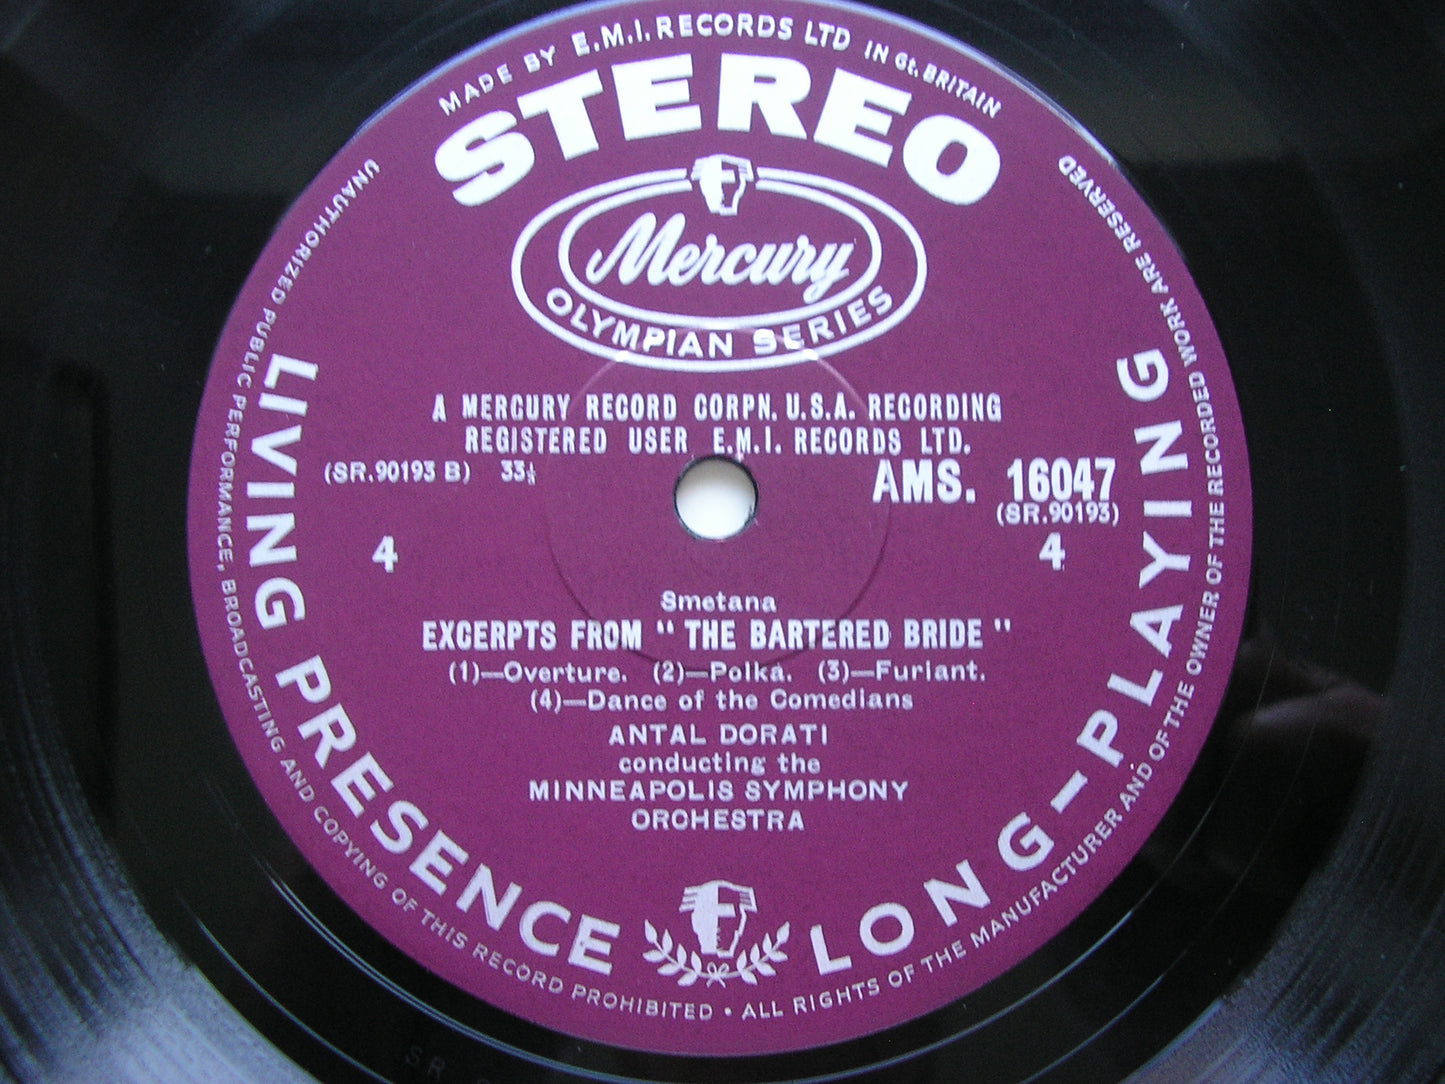 MADE BY E.M.I. RECORDS LTD IN Gt. BRITAIN
STEREO
Mercury
OLYMPIAN SERIES
A MERCURY RECORD CORPN. U.S.A. RECORDING
REGISTERED USER E.M.I. RECORDS LTD.
(SR.90193 B) 33⅓
AMS. 16047
(SR.90193)
4 4
Smetana
EXCERPTS FROM " THE BARTERED BRIDE "
(1)—Overture. (2)—Polka. (3)—Furiant.
(4)—Dance of the Comedians
ANTAL DORATI
conducting the
MINNEAPOLIS SYMPHONY
ORCHESTRA
LIVING PRESENCE
LONG-PLAYING
UNAUTHORIZED PUBLIC PERFORMANCE, BROADCASTING AND COPYING OF THIS RECORD PROHIBITED • ALL RIGHTS OF THE MANUFACTURER AND OF THE OWNER OF THE RECORDED WORK ARE RESERVED